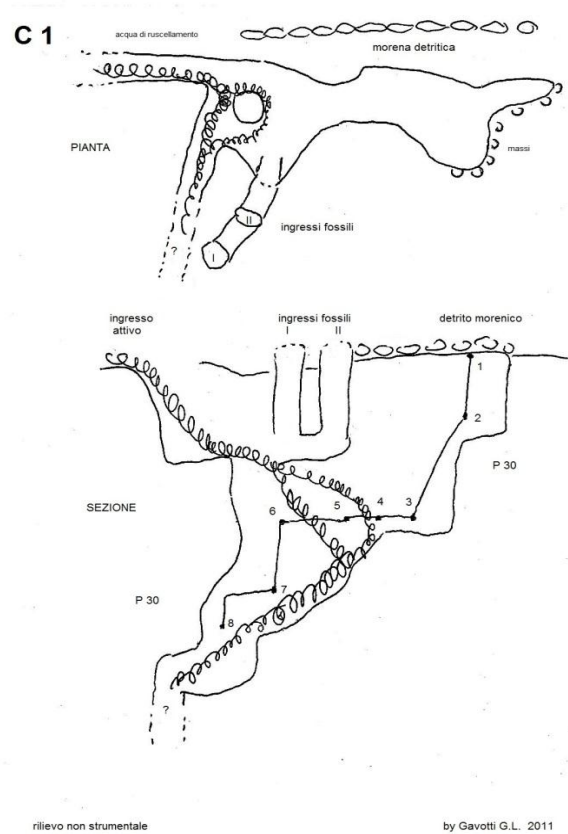 C 1
acqua di ruscellamento
morena detritica
PIANTA
massi
II
ingressi fossili
?
I
ingresso
attivo
ingressi fossili
I II
detrito morenico
1
2
P 30
SEZIONE
6 5 4 3
P 30
7
8
?
rilievo non strumentale
by Gavotti G.L. 2011